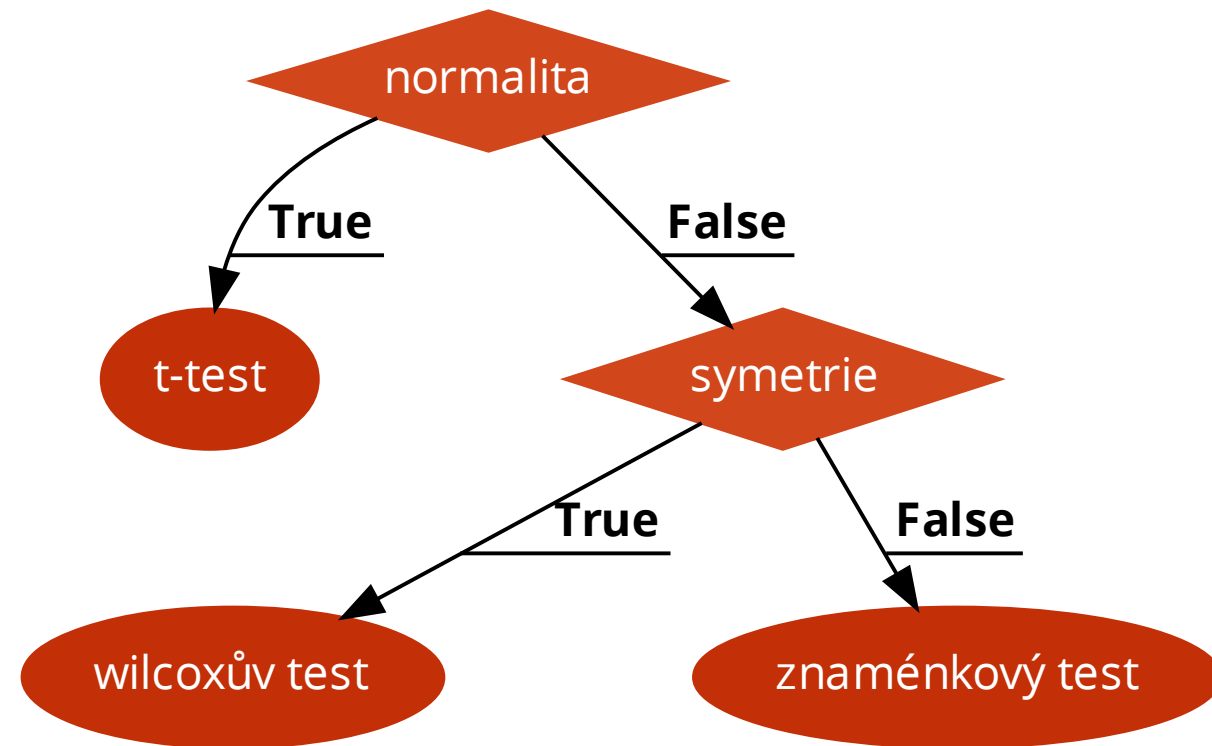 normalita
True
False
t-test
symetrie
True
False
wilcoxův test
znaménkový test